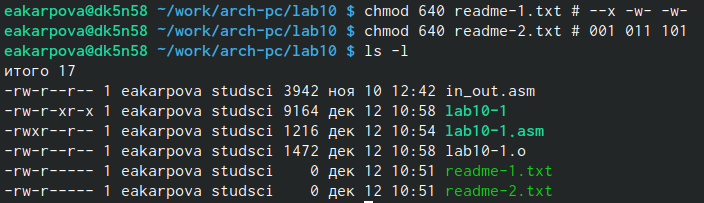 eakarpova@dk5n58 ~/work/arch-pc/lab10 $ chmod 640 readme-1.txt # --x -w- -w-
eakarpova@dk5n58 ~/work/arch-pc/lab10 $ chmod 640 readme-2.txt # 001 011 101
eakarpova@dk5n58 ~/work/arch-pc/lab10 $ ls -l
итого 17
-rw-r--r-- 1 eakarpova studsci 3942 ноя 10 12:42 in_out.asm
-rw-r-xr-x 1 eakarpova studsci 9164 дек 12 10:58 lab10-1
-rwxr--r-- 1 eakarpova studsci 1216 дек 12 10:54 lab10-1.asm
-rw-r--r-- 1 eakarpova studsci 1472 дек 12 10:58 lab10-1.o
-rw-r----- 1 eakarpova studsci    0 дек 12 10:51 readme-1.txt
-rw-r----- 1 eakarpova studsci    0 дек 12 10:51 readme-2.txt